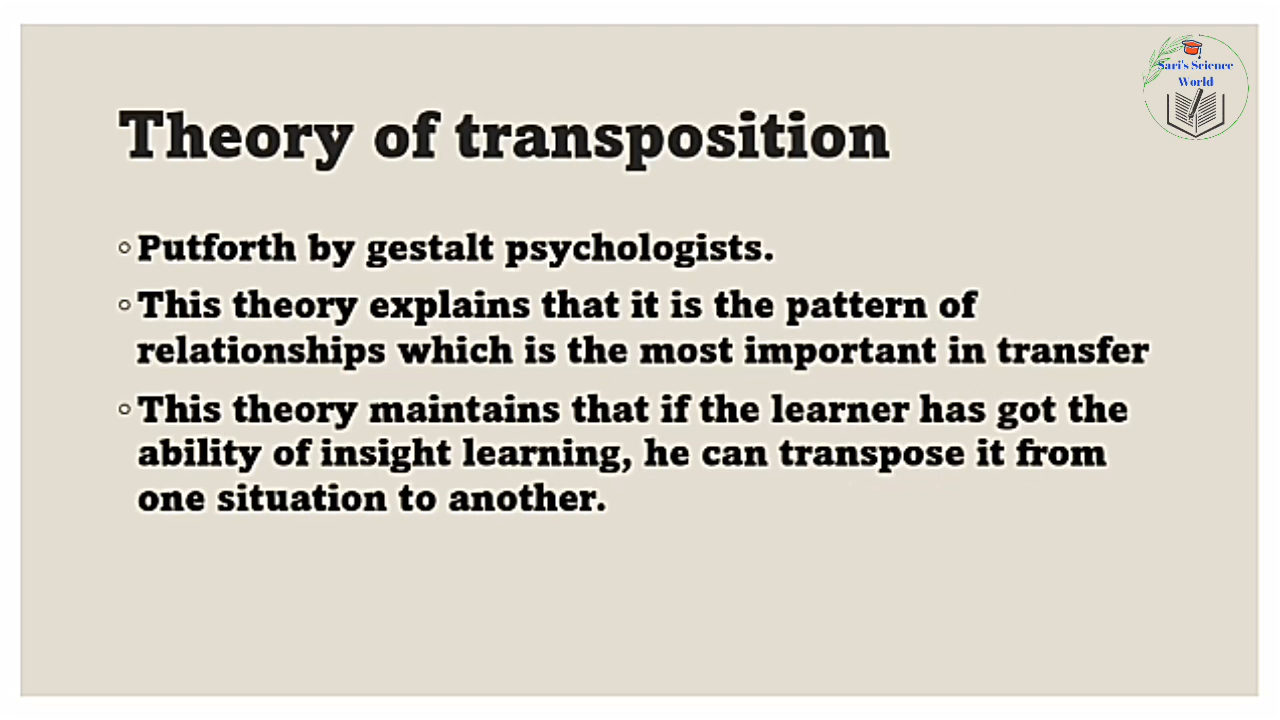 Sari's Science
World
Theory of transposition
◦Putforth by gestalt psychologists.
◦This theory explains that it is the pattern of
relationships which is the most important in transfer
◦This theory maintains that if the learner has got the
ability of insight learning, he can transpose it from
one situation to another.